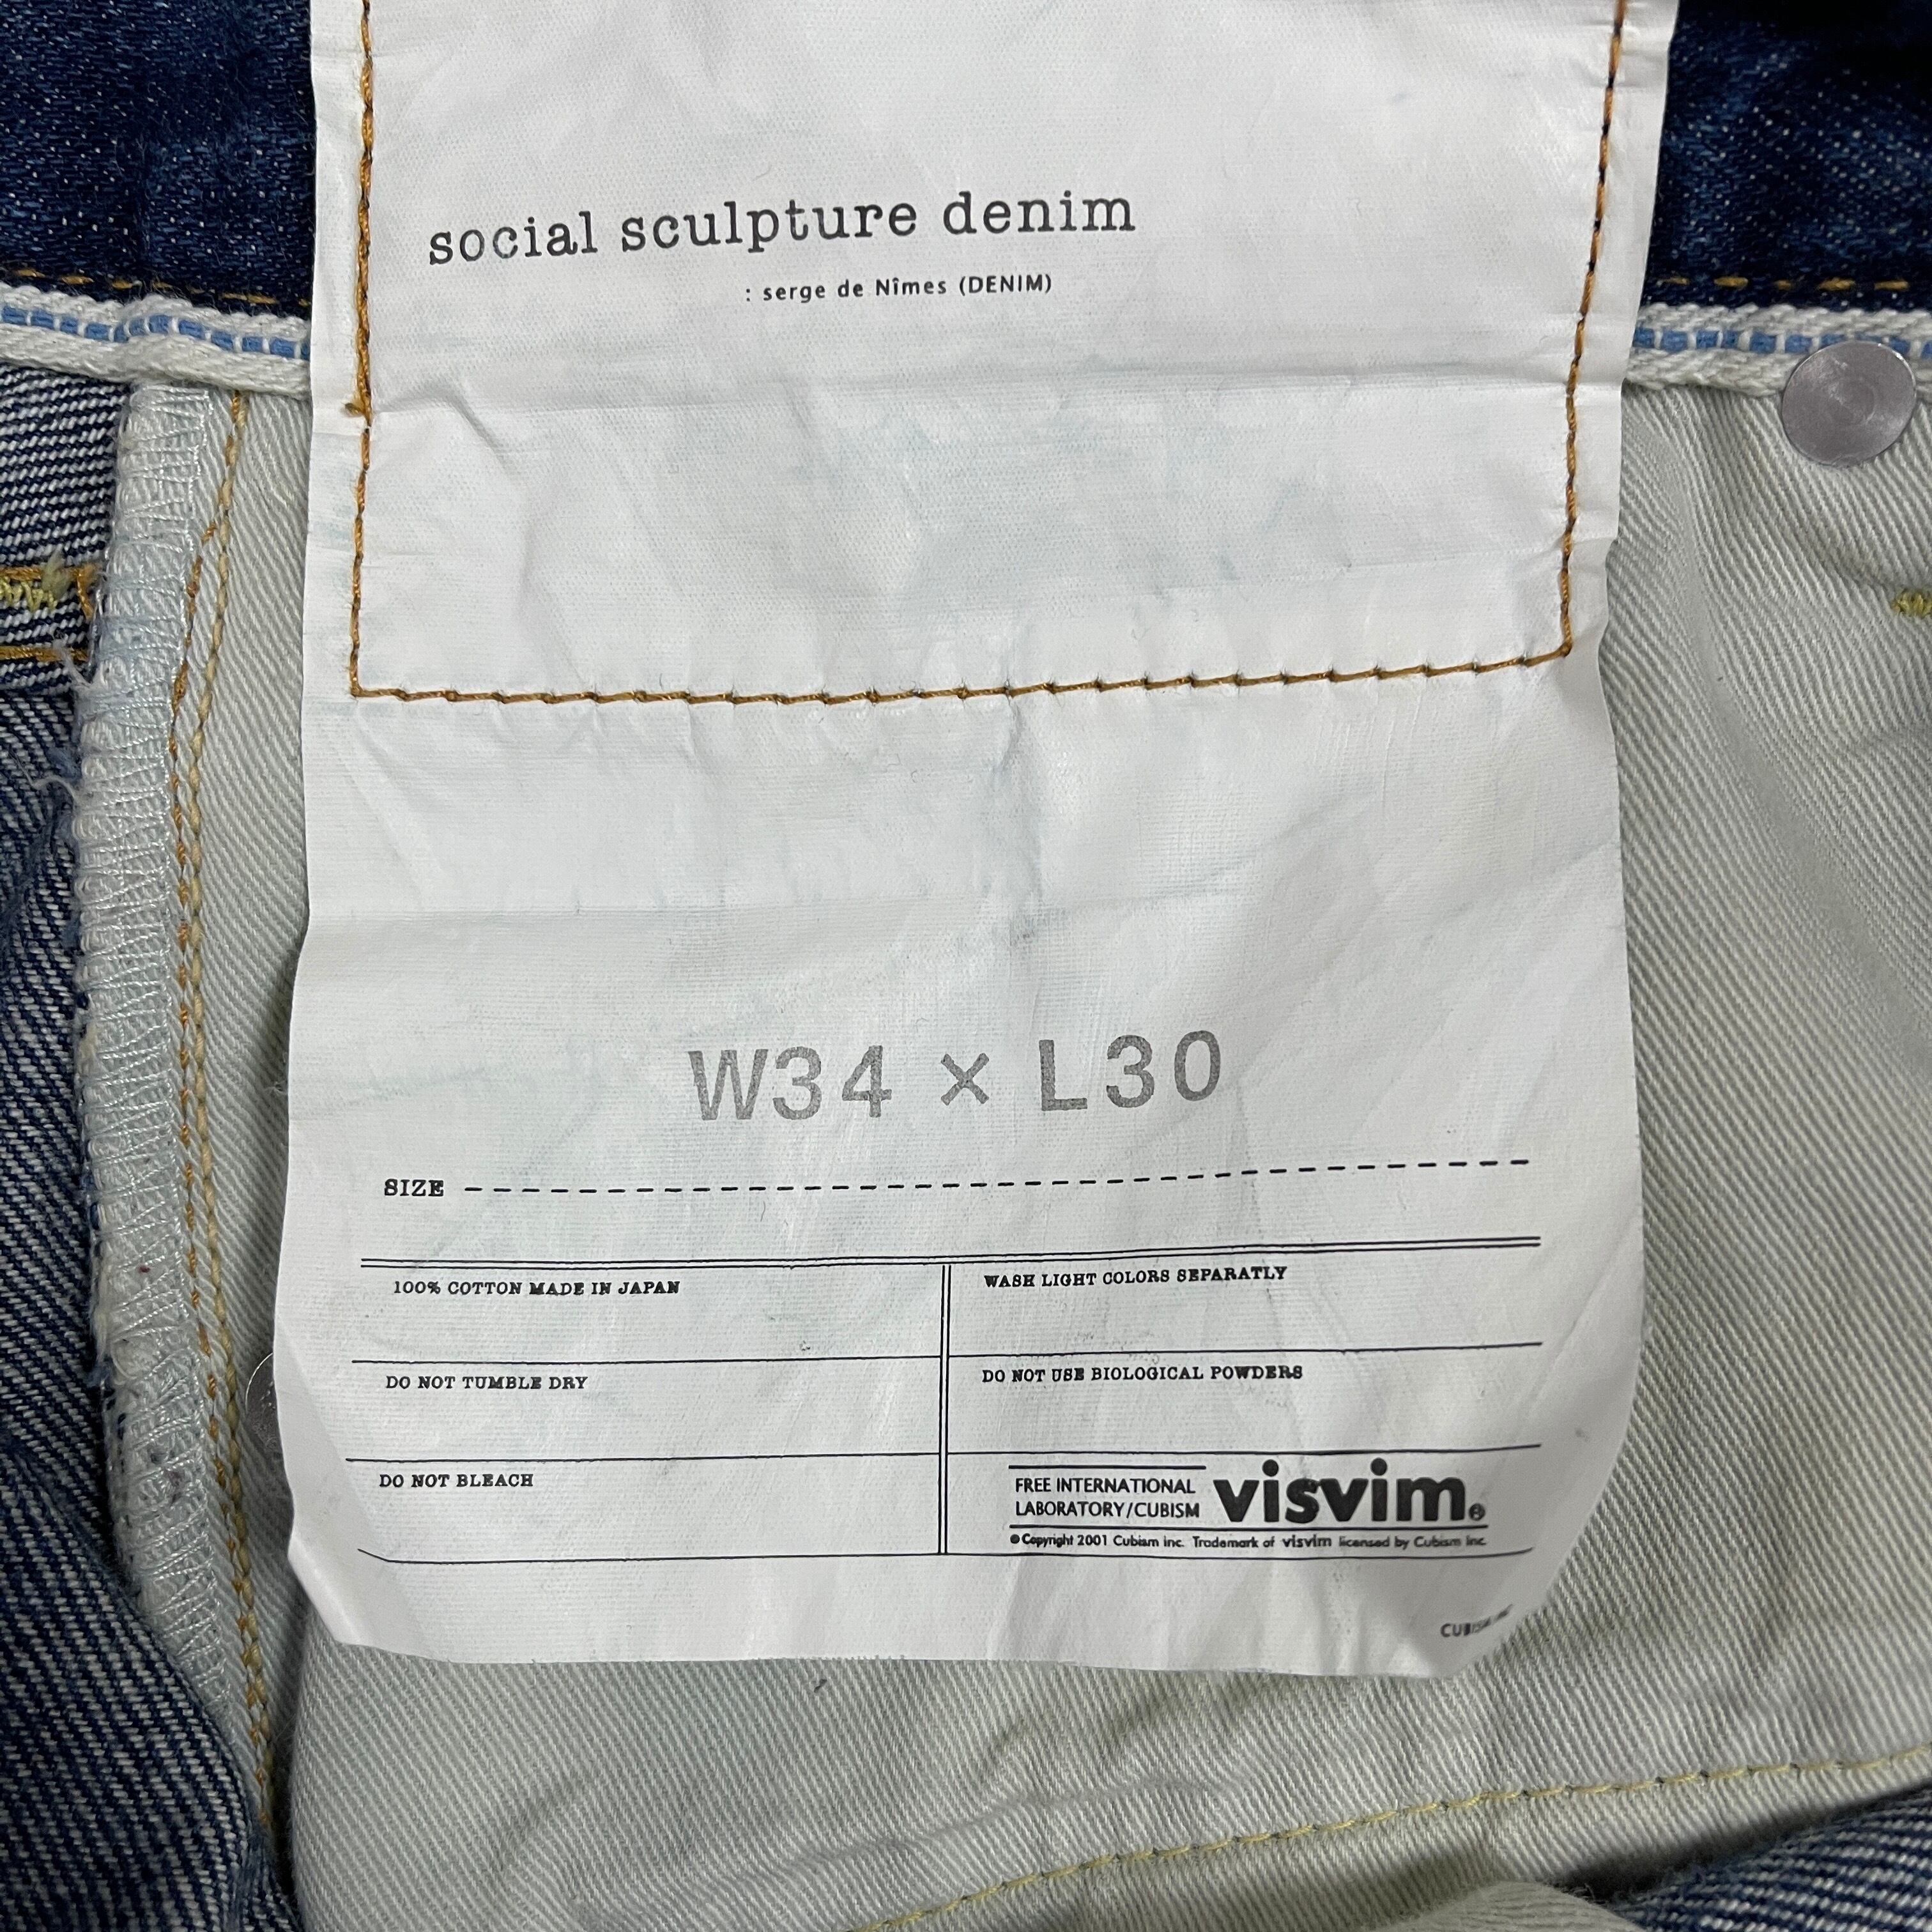 social sculpture denim
: serge de Nîmes (DENIM)
W34 × L30
SIZE
100% COTTON MADE IN JAPAN
WASH LIGHT COLORS SEPARATLY
DO NOT TUMBLE DRY
DO NOT USE BIOLOGICAL POWDERS
DO NOT BLEACH
FREE INTERNATIONAL
LABORATORY/CUBISM
visvim®
©Copyright 2001 Cubism inc. Trademark of visvim licensed by Cubism inc.